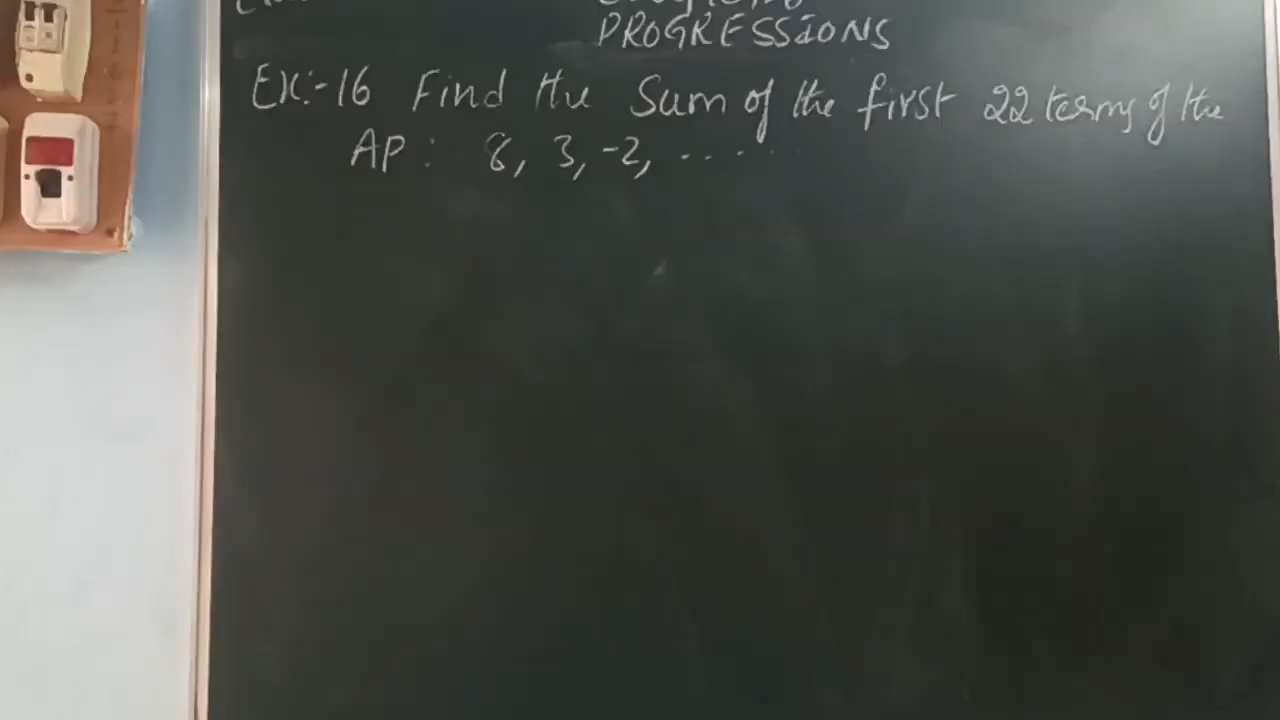 PROGRESSIONS
Ex:-16 Find the Sum of the first 22 terms of the
AP: 8, 3, -2, ......